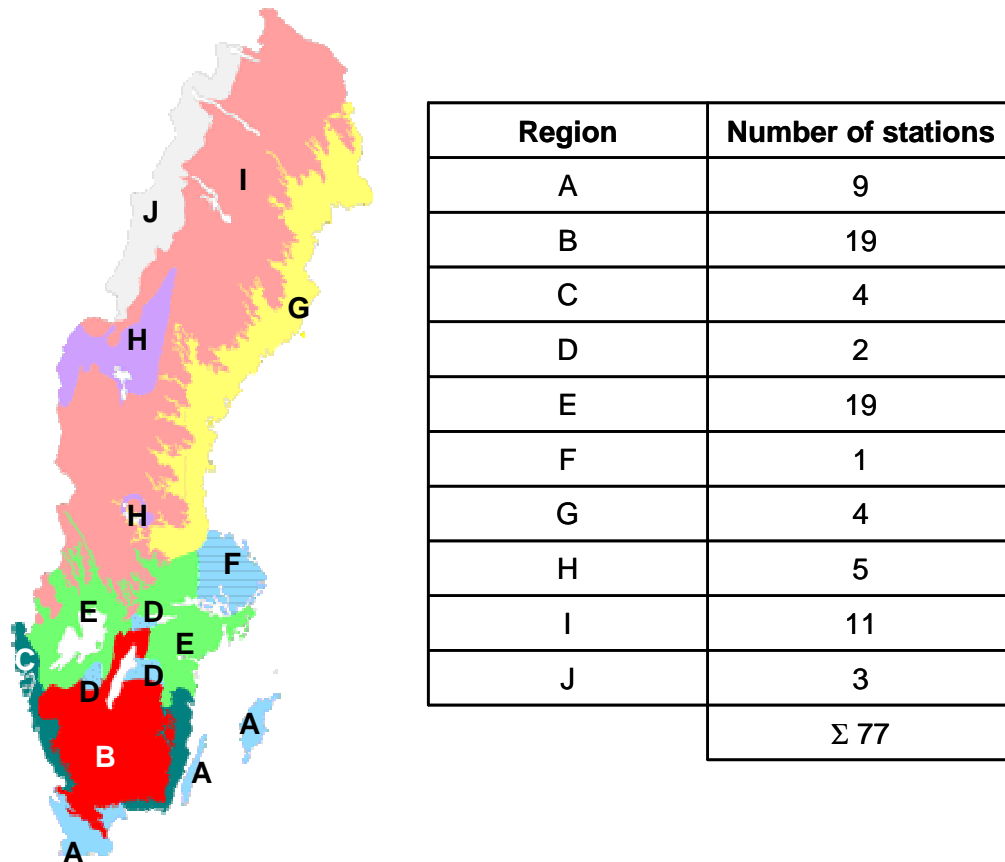 I
J
G
H
H
F
E
D
E
C
D
D
A
B
A
A
Region Number of stations
A 9
B 19
C 4
D 2
E 19
F 1
G 4
H 5
I 11
J 3
Σ 77